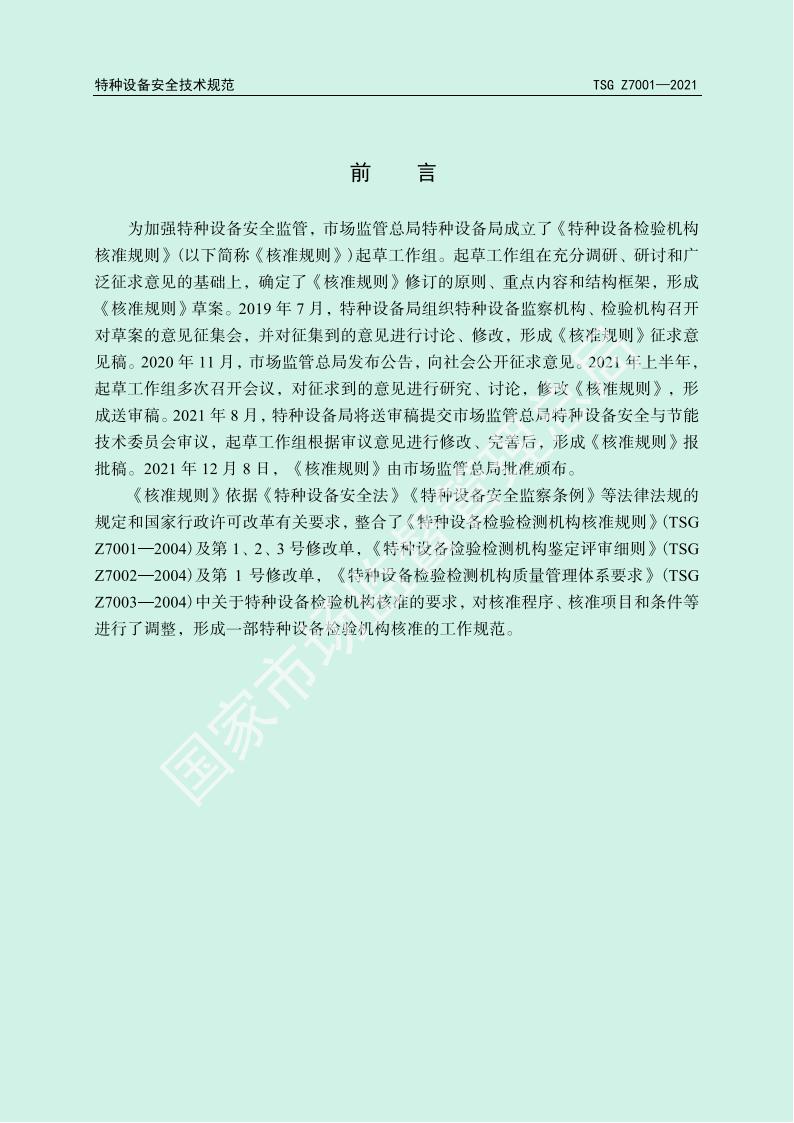 特种设备安全技术规范 TSG Z7001—2021
前 言
为加强特种设备安全监管，市场监管总局特种设备局成立了《特种设备检验机构
核准规则》(以下简称《核准规则》)起草工作组。起草工作组在充分调研、研讨和广
泛征求意见的基础上，确定了《核准规则》修订的原则、重点内容和结构框架，形成
《核准规则》草案。2019 年 7 月，特种设备局组织特种设备监察机构、检验机构召开
对草案的意见征集会，并对征集到的意见进行讨论、修改，形成《核准规则》征求意
见稿。2020 年 11 月，市场监管总局发布公告，向社会公开征求意见。2021 年上半年，
起草工作组多次召开会议，对征求到的意见进行研究、讨论，修改《核准规则》，形
成送审稿。2021 年 8 月，特种设备局将送审稿提交市场监管总局特种设备安全与节能
技术委员会审议，起草工作组根据审议意见进行修改、完善后，形成《核准规则》报
批稿。2021 年 12 月 8 日，《核准规则》由市场监管总局批准颁布。
《核准规则》依据《特种设备安全法》《特种设备安全监察条例》等法律法规的
规定和国家行政许可改革有关要求，整合了《特种设备检验检测机构核准规则》(TSG
Z7001—2004)及第 1、2、3 号修改单，《特种设备检验检测机构鉴定评审细则》(TSG
Z7002—2004)及第 1 号修改单，《特种设备检验检测机构质量管理体系要求》(TSG
Z7003—2004)中关于特种设备检验机构核准的要求，对核准程序、核准项目和条件等
进行了调整，形成一部特种设备检验机构核准的工作规范。
国家市场监督管理总局